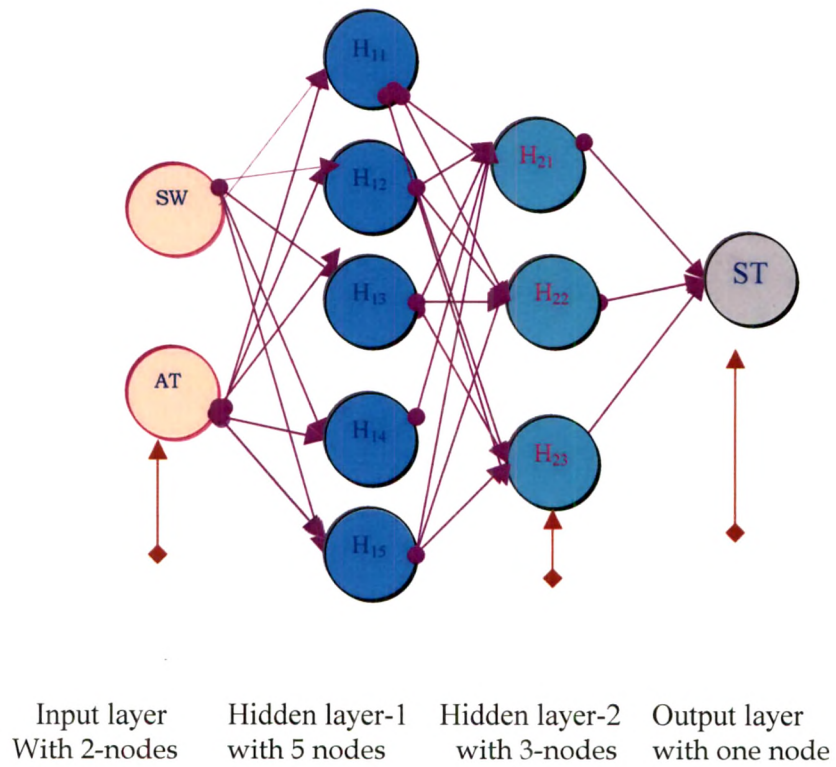 H₁₁
H₁₂
H₁₃
H₁₄
H₁₅
SW
AT
H₂₁
H₂₂
H₂₃
ST
Input layer
With 2-nodes
Hidden layer-1
with 5 nodes
Hidden layer-2
with 3-nodes
Output layer
with one node